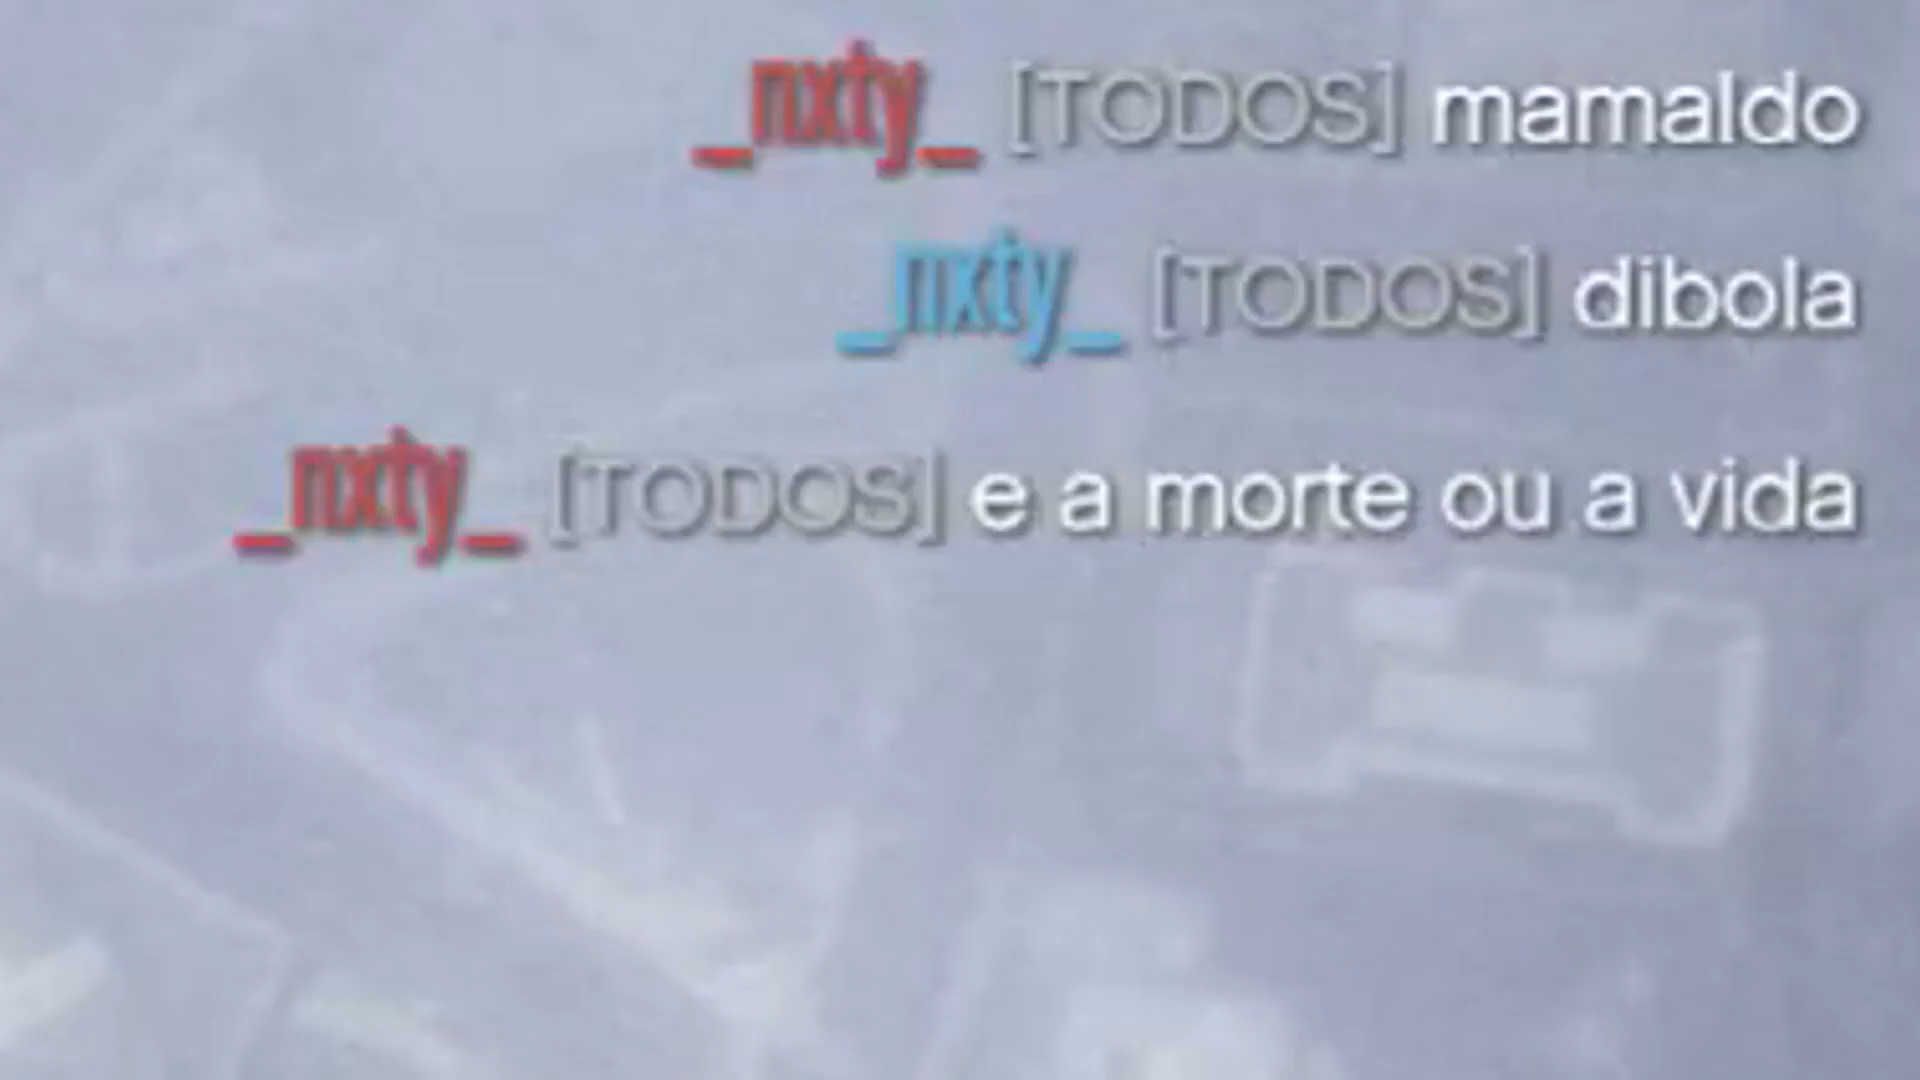 _nxty_ [TODOS] mamaldo
_nxty_ [TODOS] dibola
_nxty_ [TODOS] e a morte ou a vida